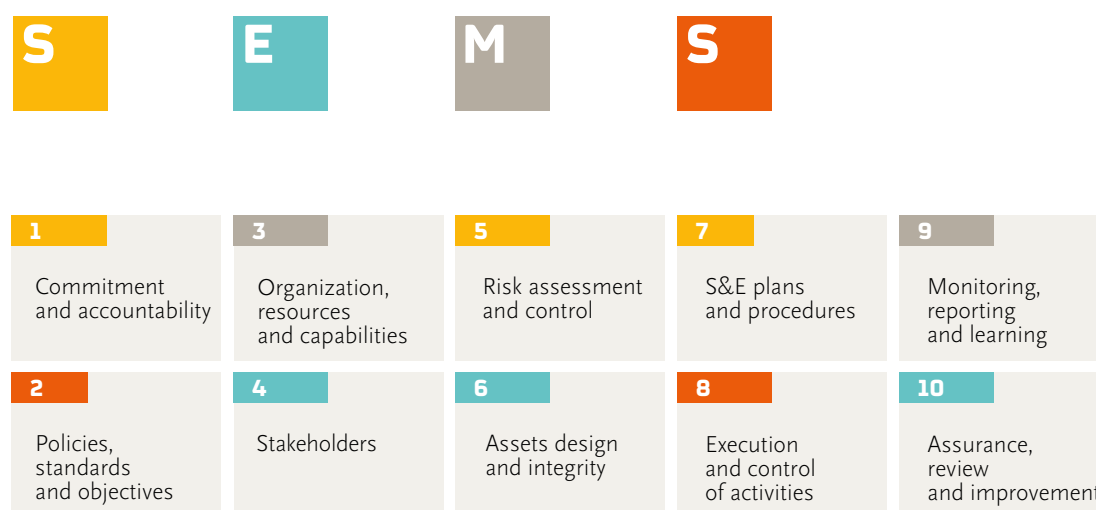 S
E
M
S
1
Commitment
and accountability
3
Organization,
resources
and capabilities
5
Risk assessment
and control
7
S&E plans
and procedures
9
Monitoring,
reporting
and learning
2
Policies,
standards
and objectives
4
Stakeholders
6
Assets design
and integrity
8
Execution
and control
of activities
10
Assurance,
review
and improvement